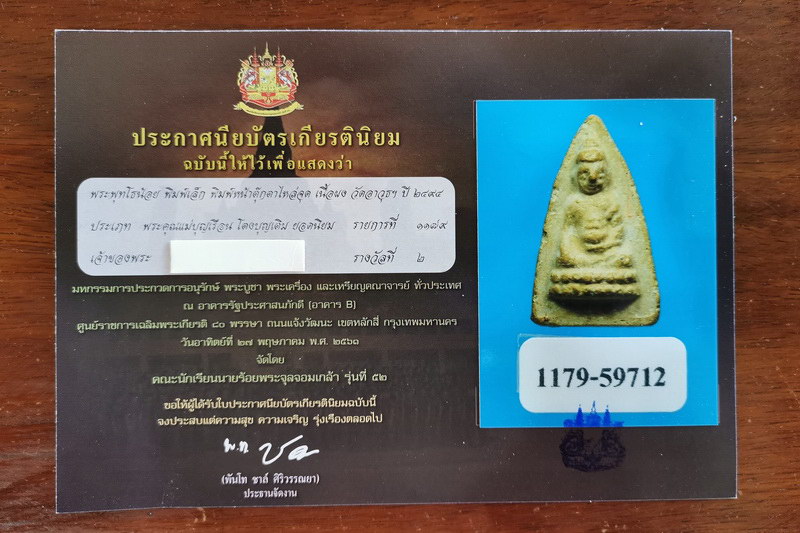 ประกาศนียบัตรเกียรตินิยม
ฉบับนี้ให้ไว้เพื่อแสดงว่า
พระพุทโธน้อย พิมพ์เล็ก พิมพ์หน้าตุ๊กตาไหล่จุด เนื้อผง วัดอาวุธฯ ปี ๒๔๙๔
ประเภท พระคุณแม่บุญเรือน โตงบุญเติม ยอดนิยม รายการที่ ๑๑๗๙
เจ้าของพระ รางวัลที่ ๒
มหกรรมการประกวดการอนุรักษ์ พระบูชา พระเครื่อง และเหรียญคณาจารย์ ทั่วประเทศ
ณ อาคารรัฐประศาสนภักดี (อาคาร B)
ศูนย์ราชการเฉลิมพระเกียรติ ๘๐ พรรษา ถนนแจ้งวัฒนะ เขตหลักสี่ กรุงเทพมหานคร
วันอาทิตย์ที่ ๒๗ พฤษภาคม พ.ศ. ๒๕๖๑
จัดโดย
คณะนักเรียนนายร้อยพระจุลจอมเกล้า รุ่นที่ ๕๒
ขอให้ผู้ได้รับใบประกาศนียบัตรเกียรตินิยมฉบับนี้
จงประสบแต่ความสุข ความเจริญ รุ่งเรืองตลอดไป
พ.ท.
(พันโท ชาล์ ศิริวรรณยา)
ประธานจัดงาน
1179-59712